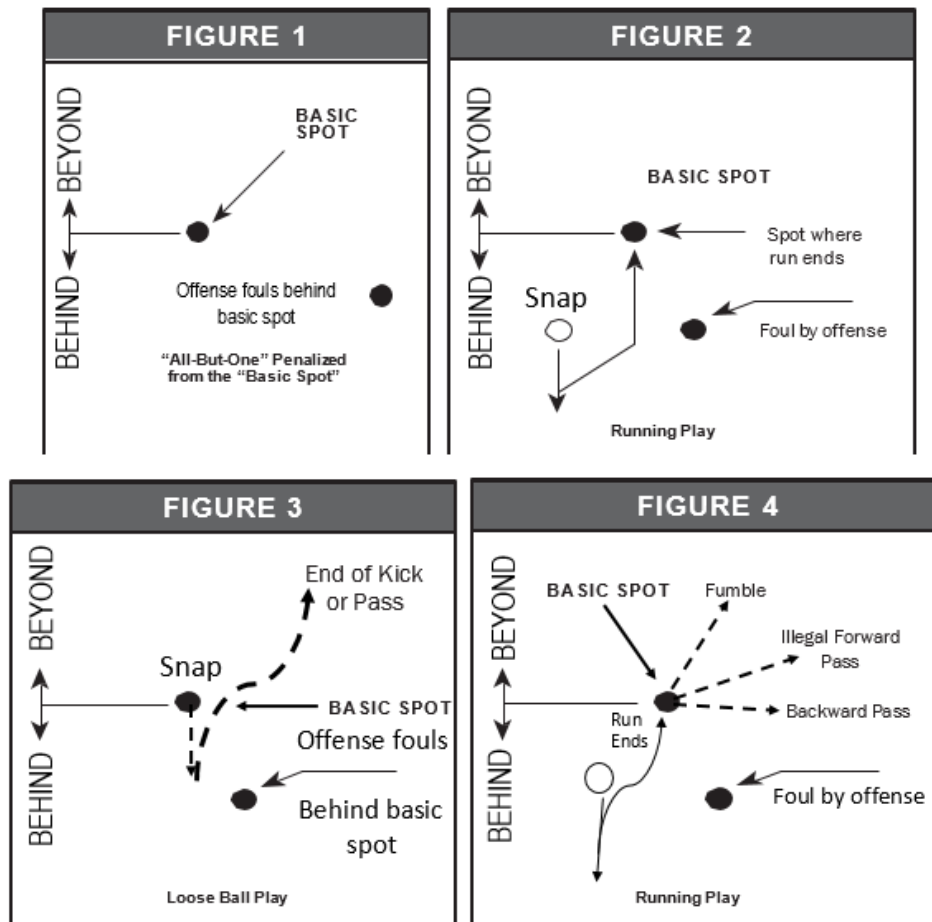 FIGURE 1
BASIC
SPOT
BEYOND
BEHIND
Offense fouls behind
basic spot
“All-But-One” Penalized
from the “Basic Spot”
FIGURE 2
BEYOND
BEHIND
BASIC SPOT
Spot where
run ends
Snap
Foul by offense
Running Play
FIGURE 3
End of Kick
or Pass
BEYOND
BEHIND
Snap
BASIC SPOT
Offense fouls
Behind basic
spot
Loose Ball Play
FIGURE 4
BASIC SPOT
Fumble
BEYOND
BEHIND
Illegal Forward
Pass
Backward Pass
Run
Ends
Foul by offense
Running Play